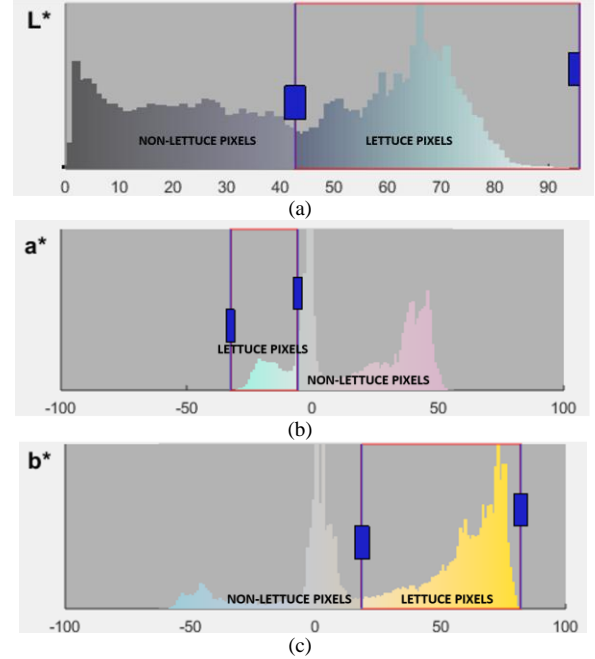 L*
NON-LETTUCE PIXELS LETTUCE PIXELS
0 10 20 30 40 50 60 70 80 90
(a)
a*
LETTUCE PIXELS
NON-LETTUCE PIXELS
-100 -50 0 50 100
(b)
b*
NON-LETTUCE PIXELS LETTUCE PIXELS
-100 -50 0 50 100
(c)